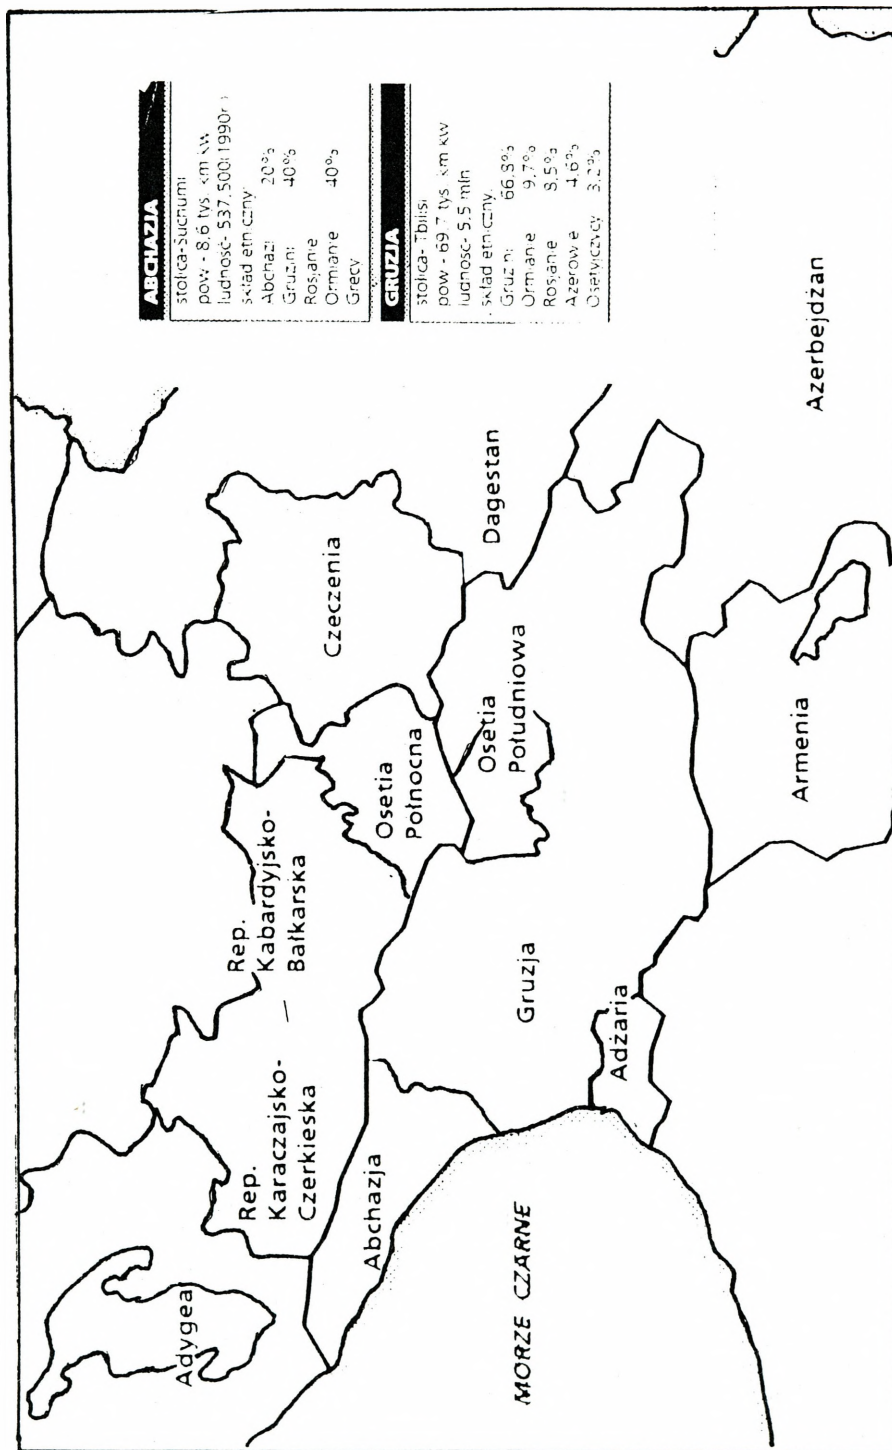 ABCHAZJA
stolica-Suchumi
pow - 8,6 tys. km kw
ludnosc- 537.500(1990r.)
skład etniczny
Abchazi 20%
Gruzini 40%
Rosjanie
Ormianie 40%
Grecy
GRUZJA
stolica- Tbilisi
pow - 69,7 tys. km kw
ludnosc- 5.5 mln
skład etniczny.
Gruzini 66.8%
Ormianie 9,7%
Rosjanie 8,5%
Azerowie 4,6%
Osetyjczycy 3,2%
Adygea
Rep.
Karaczajsko-
Czerkieska
Rep.
Kabardyjsko-
Bałkarska
Czeczenia
Osetia
Północna
Dagestan
Abchazja
Osetia
Południowa
Gruzja
Adżaria
MORZE CZARNE
Armenia
Azerbejdżan